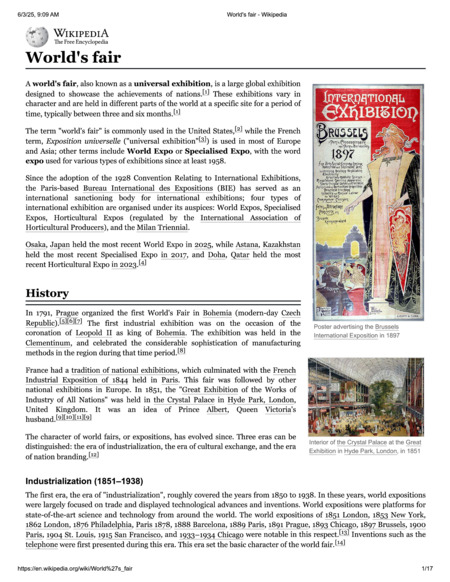 6/3/25, 9:09 AM World's fair - Wikipedia
WIKIPEDIA
The Free Encyclopedia
World's fair
A world's fair, also known as a universal exhibition, is a large global exhibition
designed to showcase the achievements of nations.[1] These exhibitions vary in
character and are held in different parts of the world at a specific site for a period of
time, typically between three and six months.[1]
The term "world's fair" is commonly used in the United States,[2] while the French
term, Exposition universelle ("universal exhibition"[3]) is used in most of Europe
and Asia; other terms include World Expo or Specialised Expo, with the word
expo used for various types of exhibitions since at least 1958.
Since the adoption of the 1928 Convention Relating to International Exhibitions,
the Paris-based Bureau International des Expositions (BIE) has served as an
international sanctioning body for international exhibitions; four types of
international exhibition are organised under its auspices: World Expos, Specialised
Expos, Horticultural Expos (regulated by the International Association of
Horticultural Producers), and the Milan Triennial.
Osaka, Japan held the most recent World Expo in 2025, while Astana, Kazakhstan
held the most recent Specialised Expo in 2017, and Doha, Qatar held the most
recent Horticultural Expo in 2023.[4]
INTERNATIONAL
EXHIBITION
BRUSSELS
1897
Poster advertising the Brussels
International Exposition in 1897
History
In 1791, Prague organized the first World's Fair in Bohemia (modern-day Czech
Republic).[5][6][7] The first industrial exhibition was on the occasion of the
coronation of Leopold II as king of Bohemia. The exhibition was held in the
Clementinum, and celebrated the considerable sophistication of manufacturing
methods in the region during that time period.[8]
France had a tradition of national exhibitions, which culminated with the French
Industrial Exposition of 1844 held in Paris. This fair was followed by other
national exhibitions in Europe. In 1851, the "Great Exhibition of the Works of
Industry of All Nations" was held in the Crystal Palace in Hyde Park, London,
United Kingdom. It was an idea of Prince Albert, Queen Victoria's
husband.[9][10][11][9]
The character of world fairs, or expositions, has evolved since. Three eras can be
distinguished: the era of industrialization, the era of cultural exchange, and the era
of nation branding.[12]
Interior of the Crystal Palace at the Great
Exhibition in Hyde Park, London, in 1851
Industrialization (1851–1938)
The first era, the era of "industrialization", roughly covered the years from 1850 to 1938. In these years, world expositions
were largely focused on trade and displayed technological advances and inventions. World expositions were platforms for
state-of-the-art science and technology from around the world. The world expositions of 1851 London, 1853 New York,
1862 London, 1876 Philadelphia, Paris 1878, 1888 Barcelona, 1889 Paris, 1891 Prague, 1893 Chicago, 1897 Brussels, 1900
Paris, 1904 St. Louis, 1915 San Francisco, and 1933–1934 Chicago were notable in this respect.[13] Inventions such as the
telephone were first presented during this era. This era set the basic character of the world fair.[14]
https://en.wikipedia.org/wiki/World%27s_fair 1/17